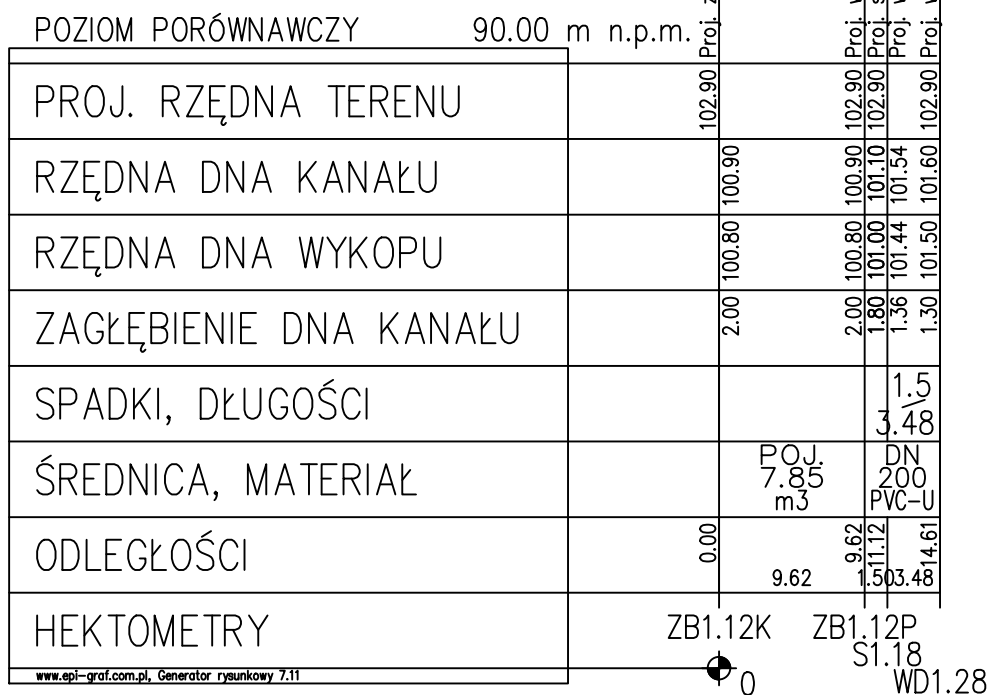 POZIOM PORÓWNAWCZY 90.00 m n.p.m.
Proj. Proj. Proj. Proj. Proj.
PROJ. RZĘDNA TERENU 102.90 102.90 102.90 102.90
RZĘDNA DNA KANAŁU 100.90 100.90 101.10 101.54 101.60
RZĘDNA DNA WYKOPU 100.80 100.80 101.00 101.44 101.50
ZAGŁĘBIENIE DNA KANAŁU 2.00 2.00 1.80 1.36 1.30
SPADKI, DŁUGOŚCI 1.5
3.48
ŚREDNICA, MATERIAŁ POJ. DN
7.85 200
m3 PVC-U
ODLEGŁOŚCI 0.00 9.62 11.12 14.61
9.62 1.50 3.48
HEKTOMETRY ZB1.12K ZB1.12P
S1.18
www.epi-graf.com.pl, Generator rysunkowy 7.11 0 WD1.28